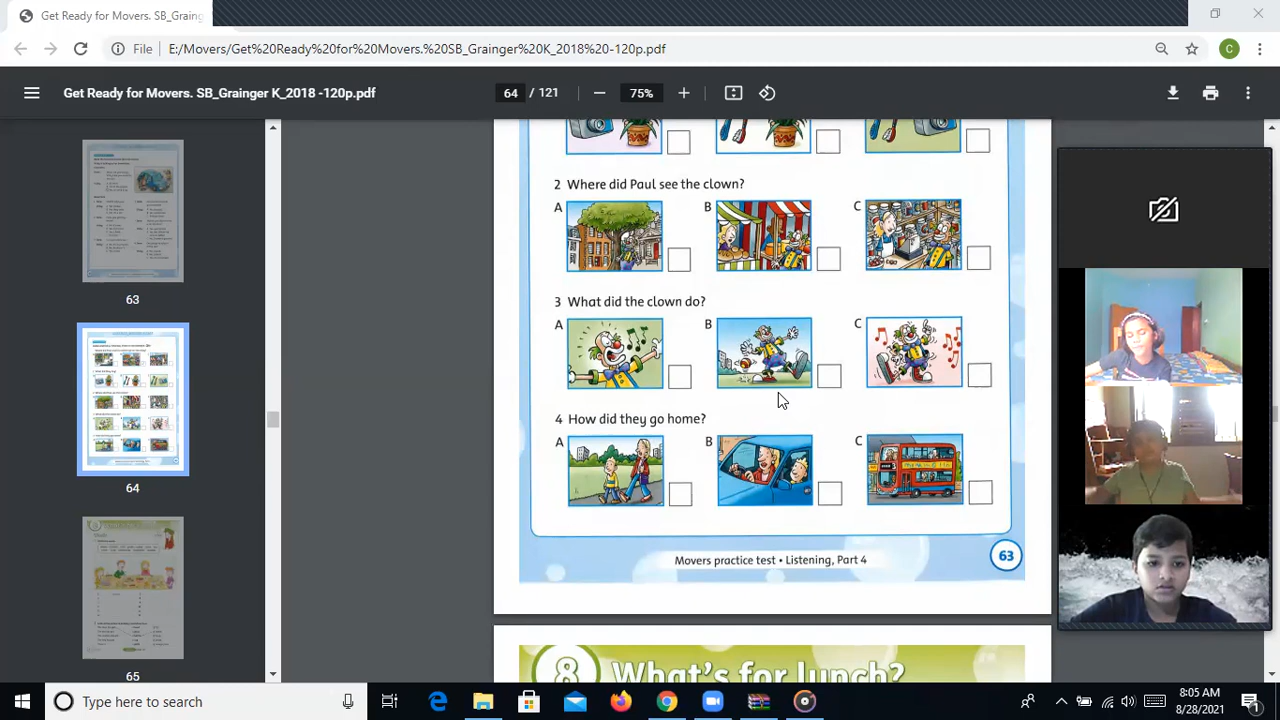 Get Ready for Movers. SB_Graing
File
E:/Movers/Get%20Ready%20for%20Movers.%20SB_Grainger%20K_2018%20-120p.pdf
C
Get Ready for Movers. SB_Grainger K_2018 -120p.pdf
64 / 121
75%
63
64
65
2 Where did Paul see the clown?
A
B
C
3 What did the clown do?
A
B
C
4 How did they go home?
A
B
C
Movers practice test • Listening, Part 4
63
8 What's for lunch?
Type here to search
8:05 AM
8/28/2021
1